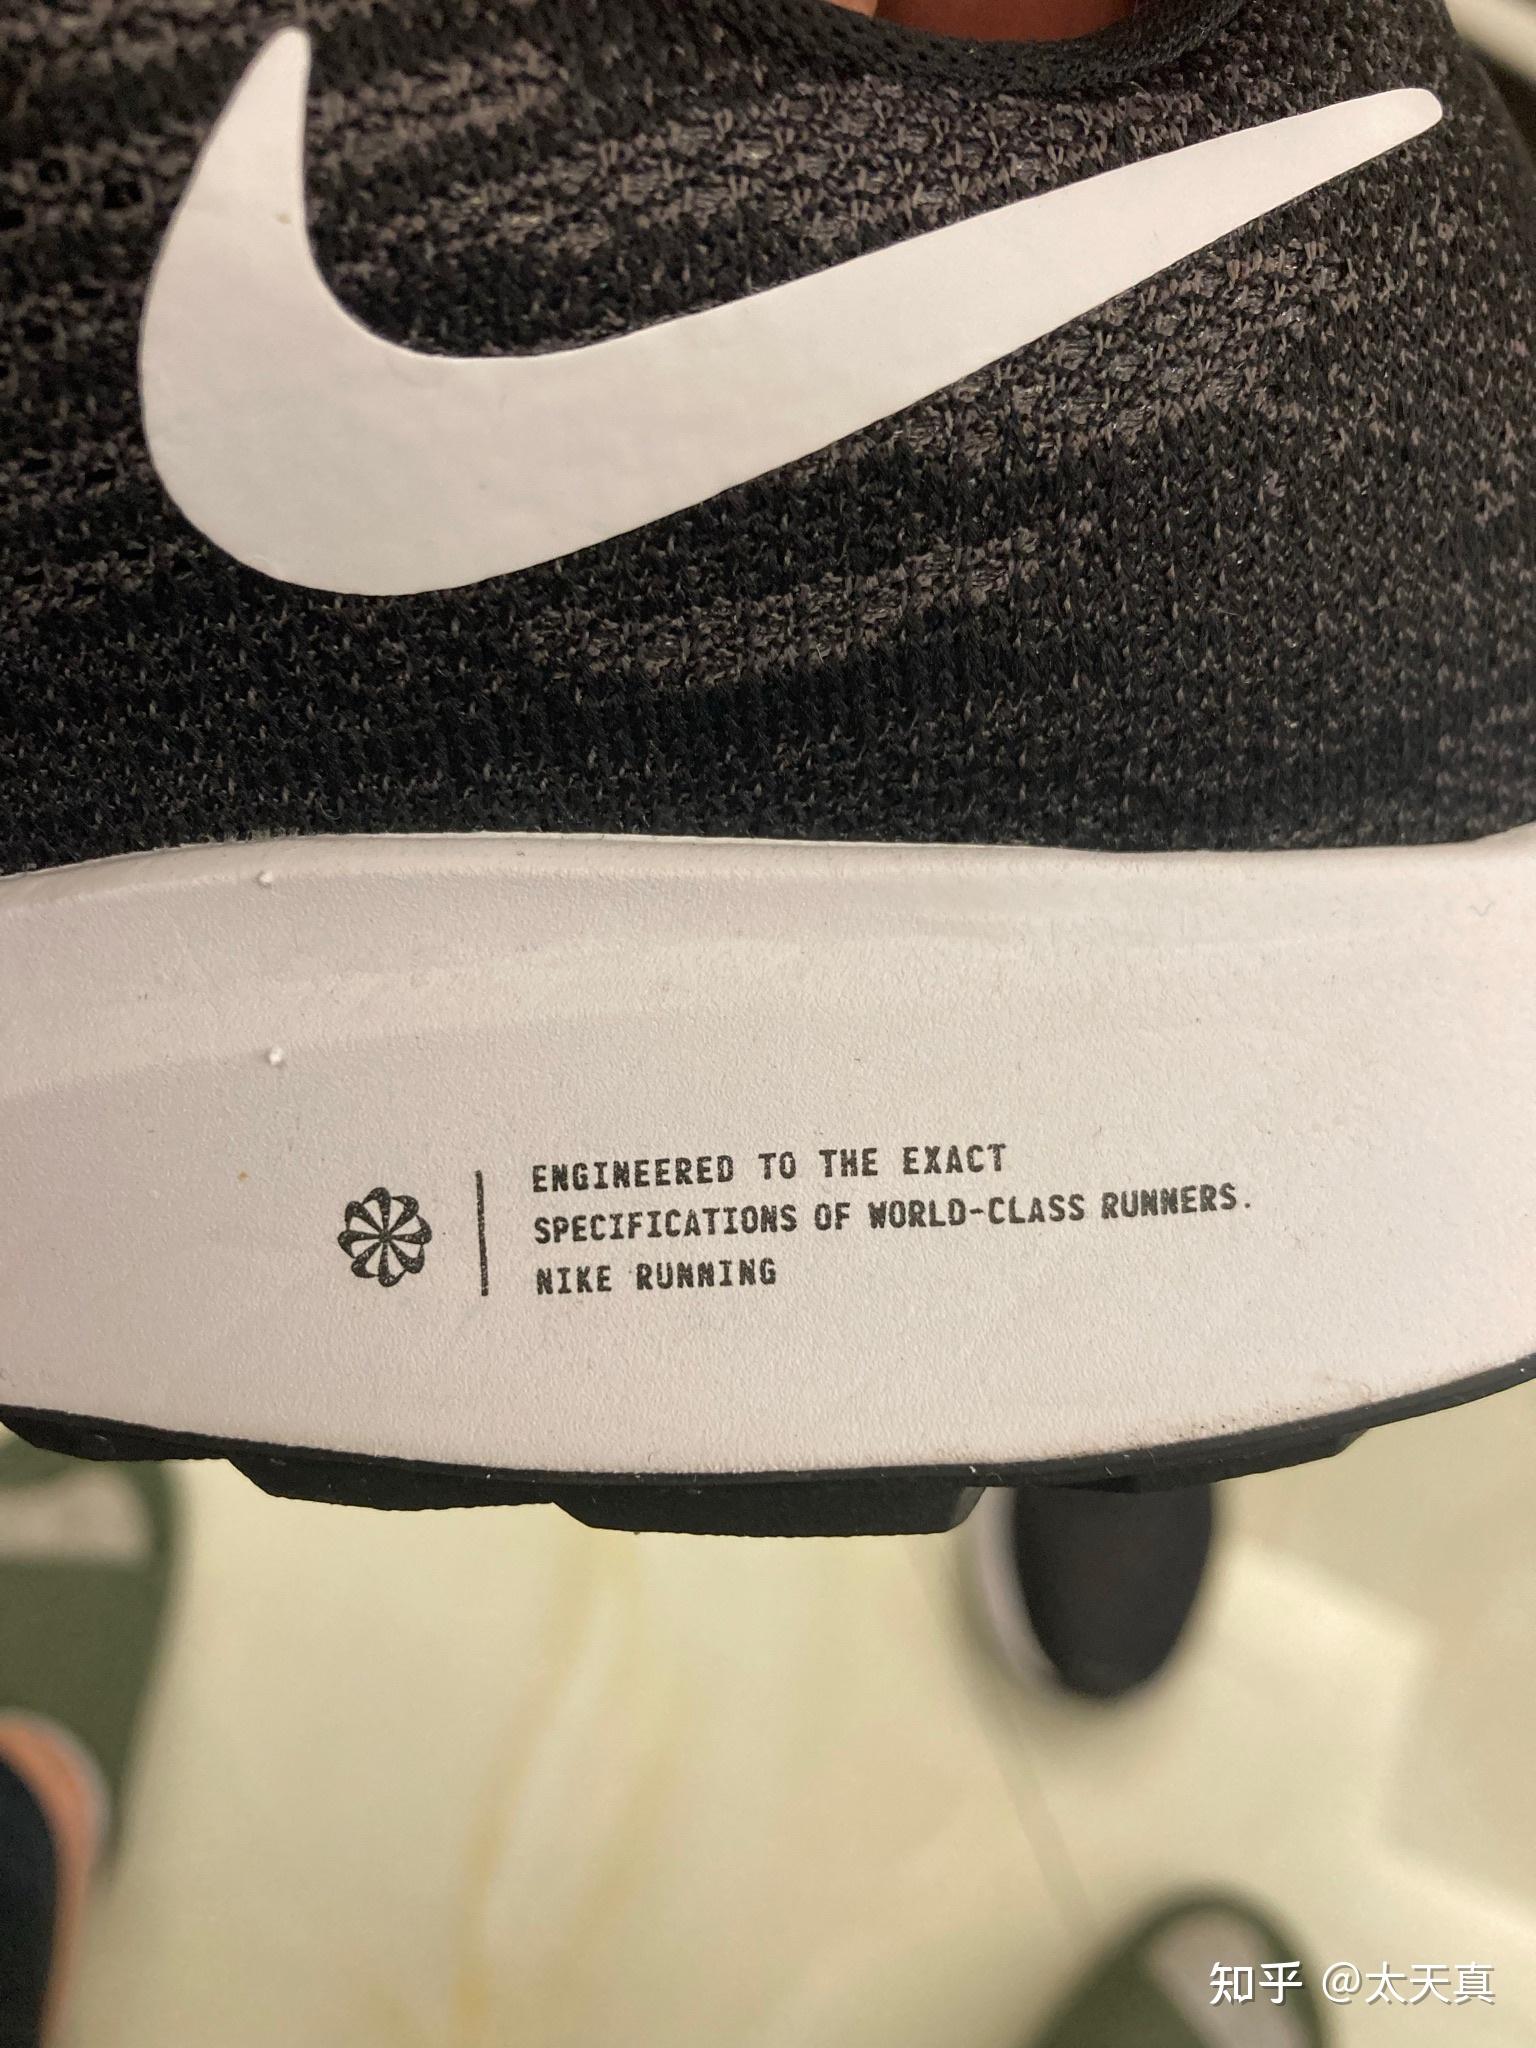 ENGINEERED TO THE EXACT
SPECIFICATIONS OF WORLD-CLASS RUNNERS.
NIKE RUNNING
知乎 @太天真